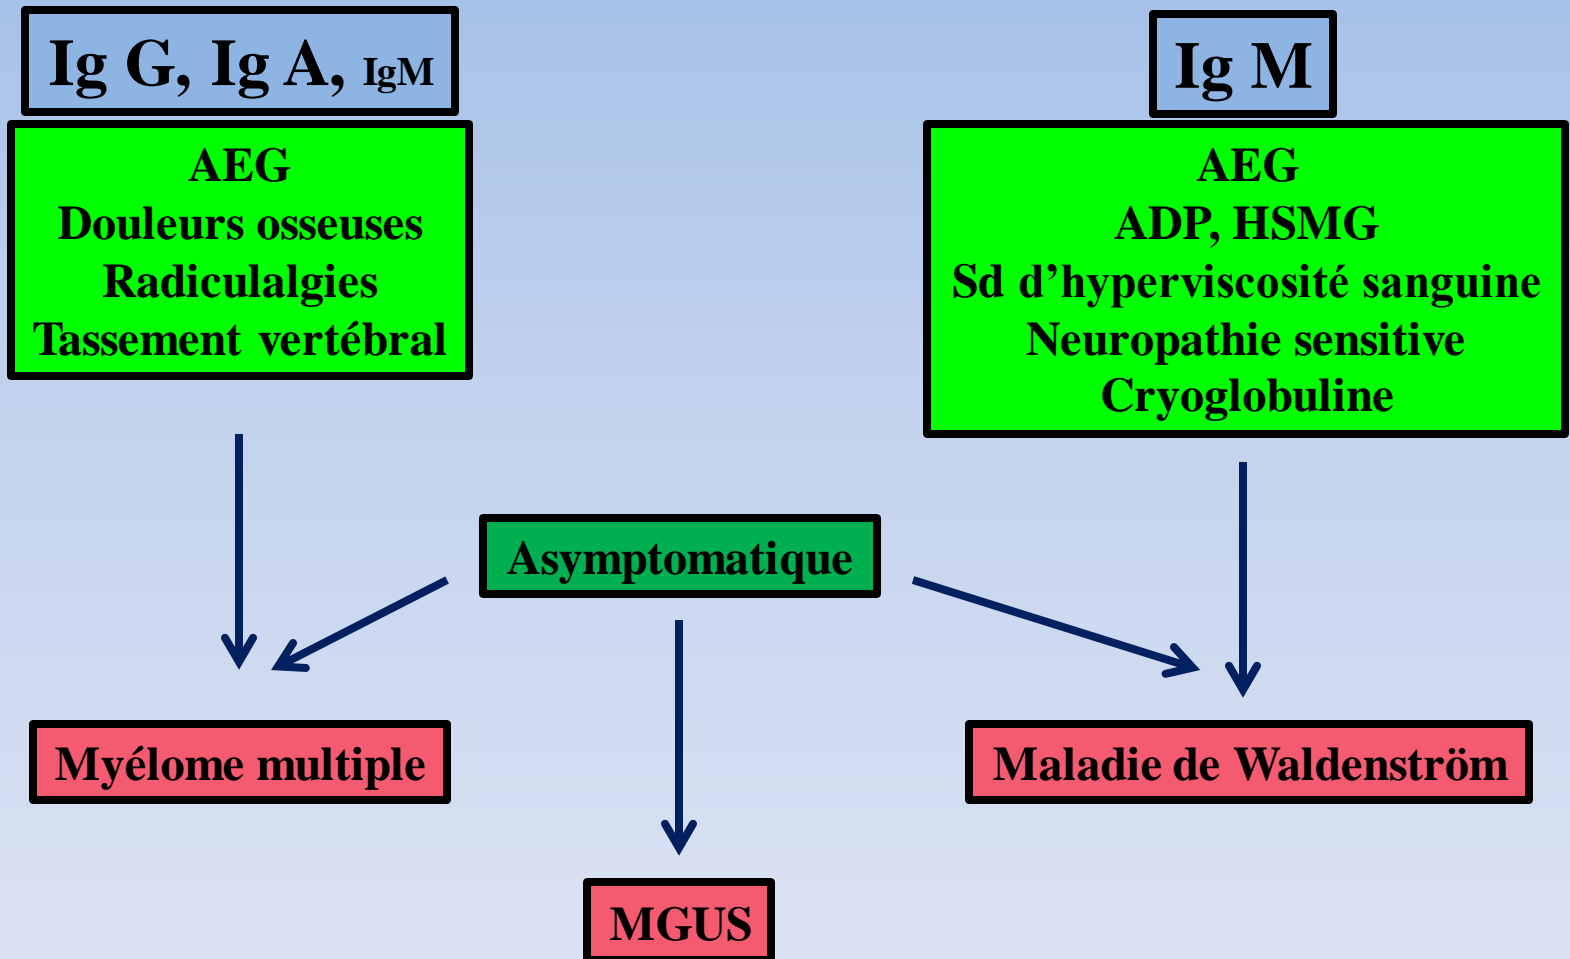 Ig G, Ig A, IgM
AEG
Douleurs osseuses
Radiculalgies
Tassement vertébral
Ig M
AEG
ADP, HSMG
Sd d’hyperviscosité sanguine
Neuropathie sensitive
Cryoglobuline
Asymptomatique
Myélome multiple
Maladie de Waldenström
MGUS